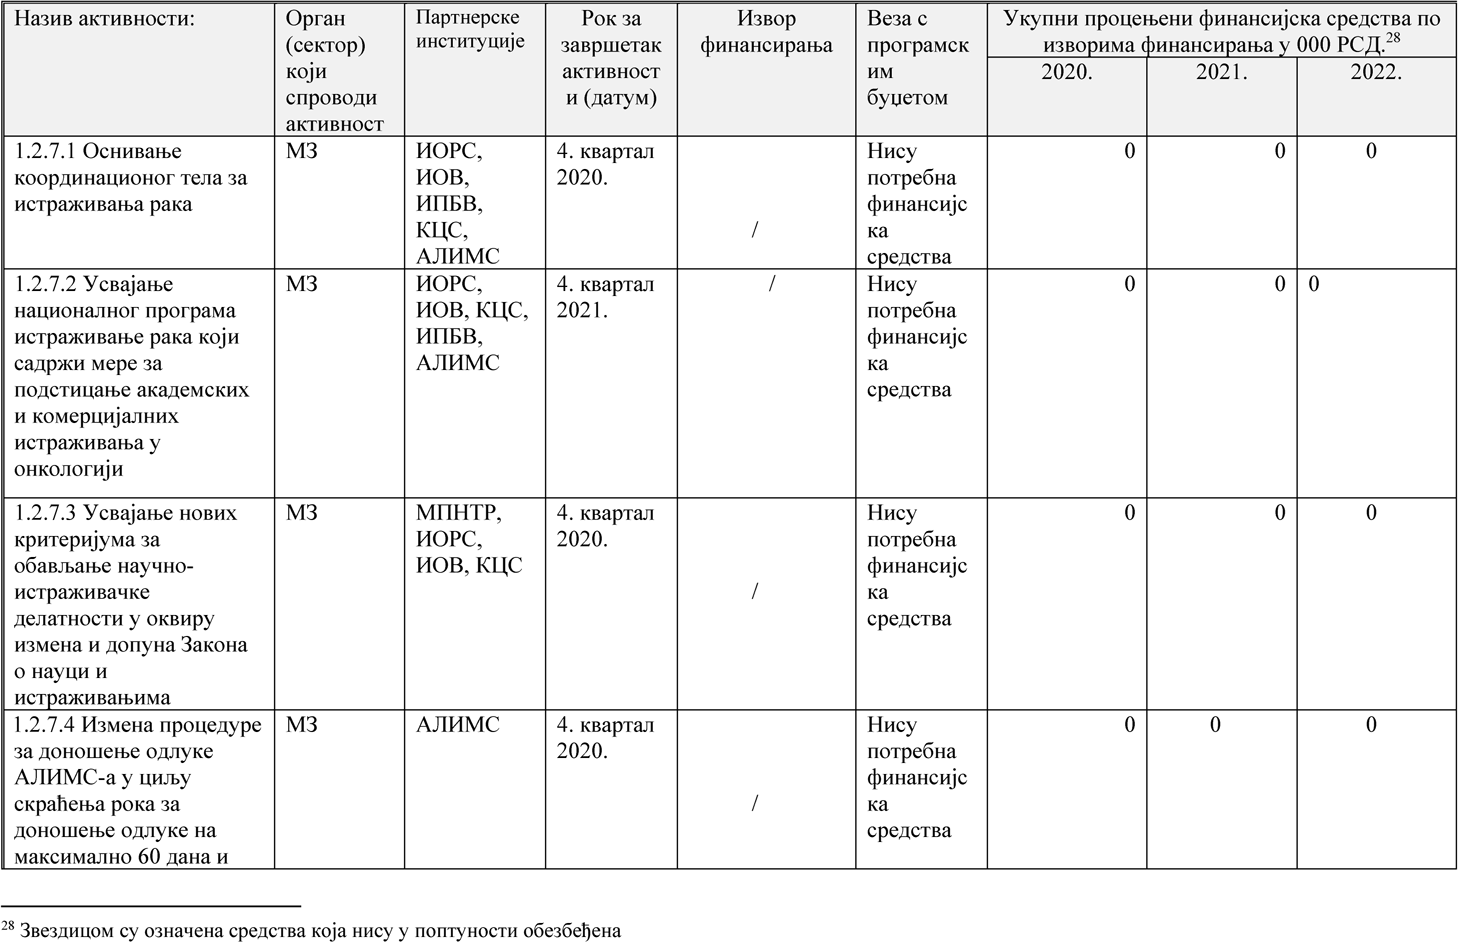 Назив активности:
Орган
(сектор)
који
спроводи
активност
Партнерске
институције
Рок за
завршетак
активност
и (датум)
Извор
финансирања
Веза с
програмск
им
буџетом
Укупни процењени финансијска средства по
изворима финансирања у 000 РСД.28
2020.
2021.
2022.
1.2.7.1 Оснивање
координационог тела за
истраживања рака
МЗ
ИОРС,
ИОВ,
ИПБВ,
КЦС,
АЛИМС
4. квартал
2020.
/
Нису
потребна
финансијс
ка
средства
0
0
0
1.2.7.2 Усвајање
националног програма
истраживање рака који
садржи мере за
подстицање академских
и комерцијалних
истраживања у
онкологији
МЗ
ИОРС,
ИОВ, КЦС,
ИПБВ,
АЛИМС
4. квартал
2021.
/
Нису
потребна
финансијс
ка
средства
0
0
0
1.2.7.3 Усвајање нових
критеријума за
обављање научно-
истраживачке
делатности у оквиру
измена и допуна Закона
о науци и
истраживањима
МЗ
МПНТР,
ИОРС,
ИОВ, КЦС
4. квартал
2020.
/
Нису
потребна
финансијс
ка
средства
0
0
0
1.2.7.4 Измена процедуре
за доношење одлуке
АЛИМС-а у циљу
скраћења рока за
доношење одлуке на
максимално 60 дана и
МЗ
АЛИМС
4. квартал
2020.
/
Нису
потребна
финансијс
ка
средства
0
0
0
28 Звездицом су означена средства која нису у поптуности обезбеђена